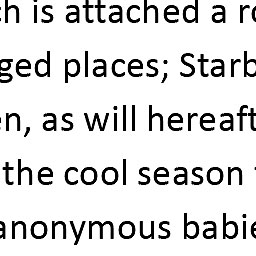 ch is attached a ro
ged places; Starb
en, as will hereaft
the cool season
anonymous babie